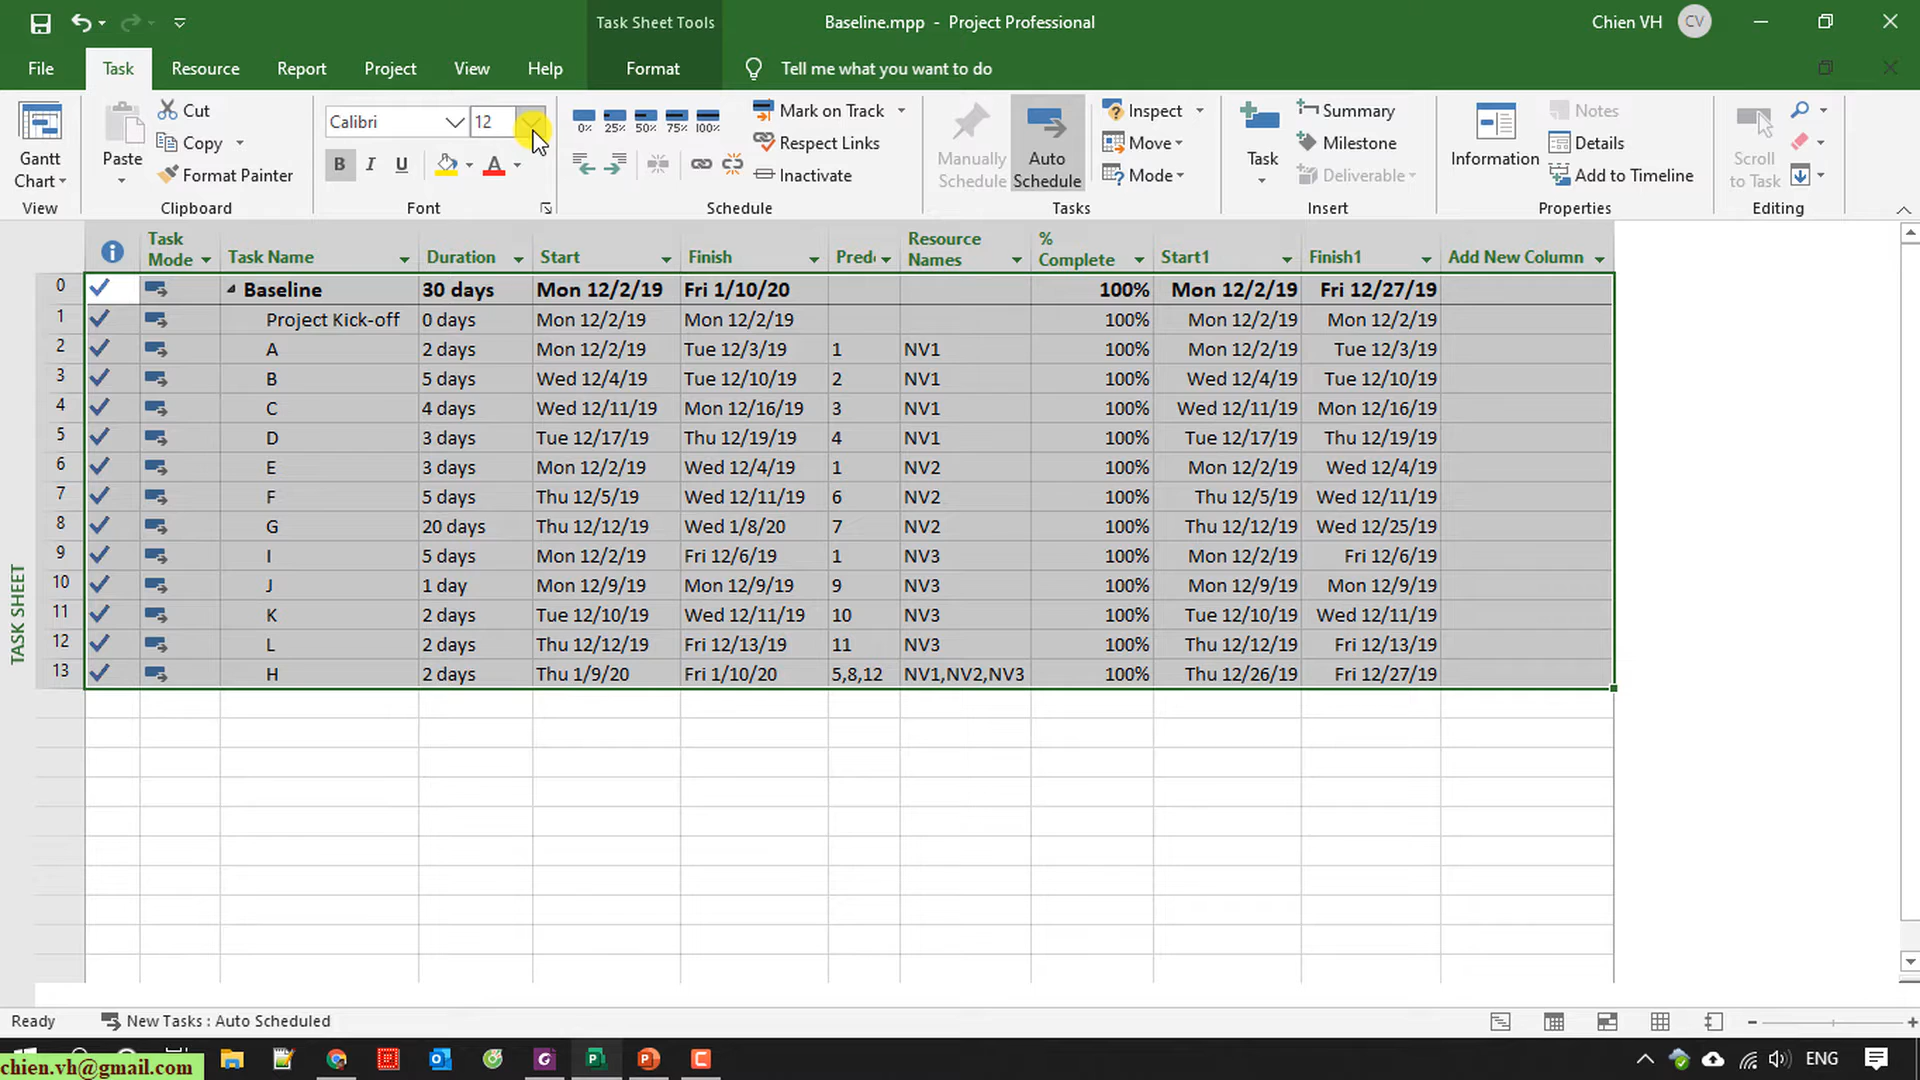 Task Sheet Tools
Baseline.mpp - Project Professional
Chien VH
CV
File
Task
Resource
Report
Project
View
Help
Format
Tell me what you want to do
Gantt Chart
View
Paste
Cut
Copy
Format Painter
Clipboard
Calibri
12
B I U
A
Font
0% 25% 50% 75% 100%
Mark on Track
Respect Links
Inactivate
Schedule
Manually Schedule
Auto Schedule
Inspect
Move
Mode
Tasks
Task
Summary
Milestone
Deliverable
Insert
Information
Notes
Details
Add to Timeline
Properties
Scroll to Task
Editing
Task Mode Task Name Duration Start Finish Prede Resource Names % Complete Start1 Finish1 Add New Column
0 Baseline 30 days Mon 12/2/19 Fri 1/10/20 100% Mon 12/2/19 Fri 12/27/19
1 Project Kick-off 0 days Mon 12/2/19 Mon 12/2/19 100% Mon 12/2/19 Mon 12/2/19
2 A 2 days Mon 12/2/19 Tue 12/3/19 1 NV1 100% Mon 12/2/19 Tue 12/3/19
3 B 5 days Wed 12/4/19 Tue 12/10/19 2 NV1 100% Wed 12/4/19 Tue 12/10/19
4 C 4 days Wed 12/11/19 Mon 12/16/19 3 NV1 100% Wed 12/11/19 Mon 12/16/19
5 D 3 days Tue 12/17/19 Thu 12/19/19 4 NV1 100% Tue 12/17/19 Thu 12/19/19
6 E 3 days Mon 12/2/19 Wed 12/4/19 1 NV2 100% Mon 12/2/19 Wed 12/4/19
7 F 5 days Thu 12/5/19 Wed 12/11/19 6 NV2 100% Thu 12/5/19 Wed 12/11/19
8 G 20 days Thu 12/12/19 Wed 1/8/20 7 NV2 100% Thu 12/12/19 Wed 12/25/19
9 I 5 days Mon 12/2/19 Fri 12/6/19 1 NV3 100% Mon 12/2/19 Fri 12/6/19
10 J 1 day Mon 12/9/19 Mon 12/9/19 9 NV3 100% Mon 12/9/19 Mon 12/9/19
11 K 2 days Tue 12/10/19 Wed 12/11/19 10 NV3 100% Tue 12/10/19 Wed 12/11/19
12 L 2 days Thu 12/12/19 Fri 12/13/19 11 NV3 100% Thu 12/12/19 Fri 12/13/19
13 H 2 days Thu 1/9/20 Fri 1/10/20 5,8,12 NV1,NV2,NV3 100% Thu 12/26/19 Fri 12/27/19
TASK SHEET
Ready
New Tasks : Auto Scheduled
chien.vh@gmail.com
ENG